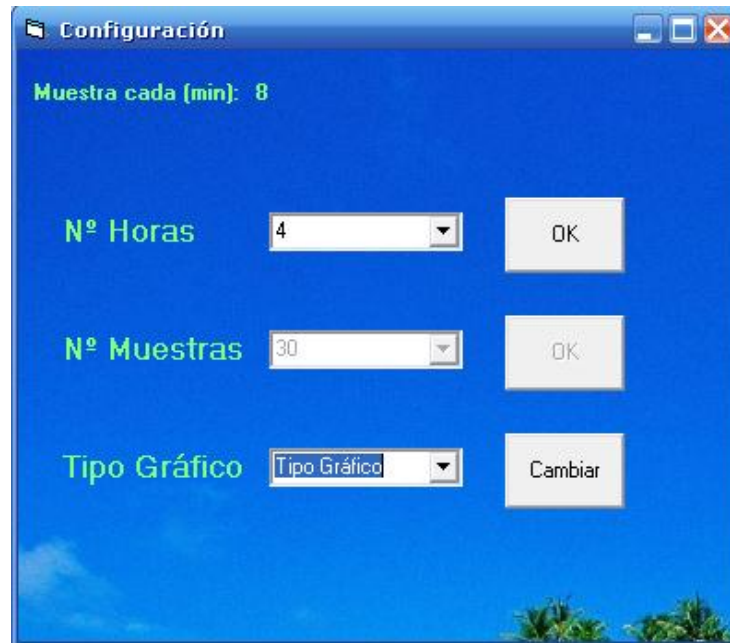 Configuración
Muestra cada (min): 8
Nº Horas 4 OK
Nº Muestras 30 OK
Tipo Gráfico Tipo Gráfico Cambiar